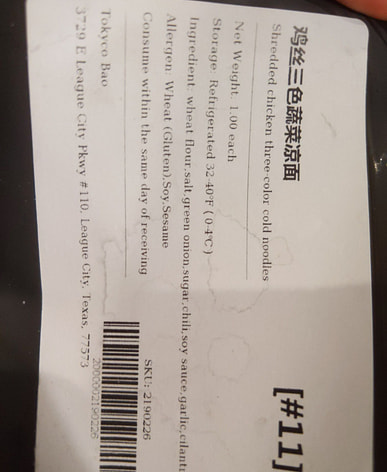 鸡丝三色蔬菜凉面
Shredded chicken three-color cold noodles
[#11]
Net Weight: 1.00 each
Storage: Refrigerated 32-40°F ( 0-4°C )
Ingredient: wheat flour,salt,green onion,sugar,chili,soy sauce,garlic,cilant
Allergen: Wheat (Gluten),Soy,Sesame
Consume within the same day of receiving
SKU: 2190226
Tokyco Bao
3729 E League City Pkwy #110, League City, Texas, 77573